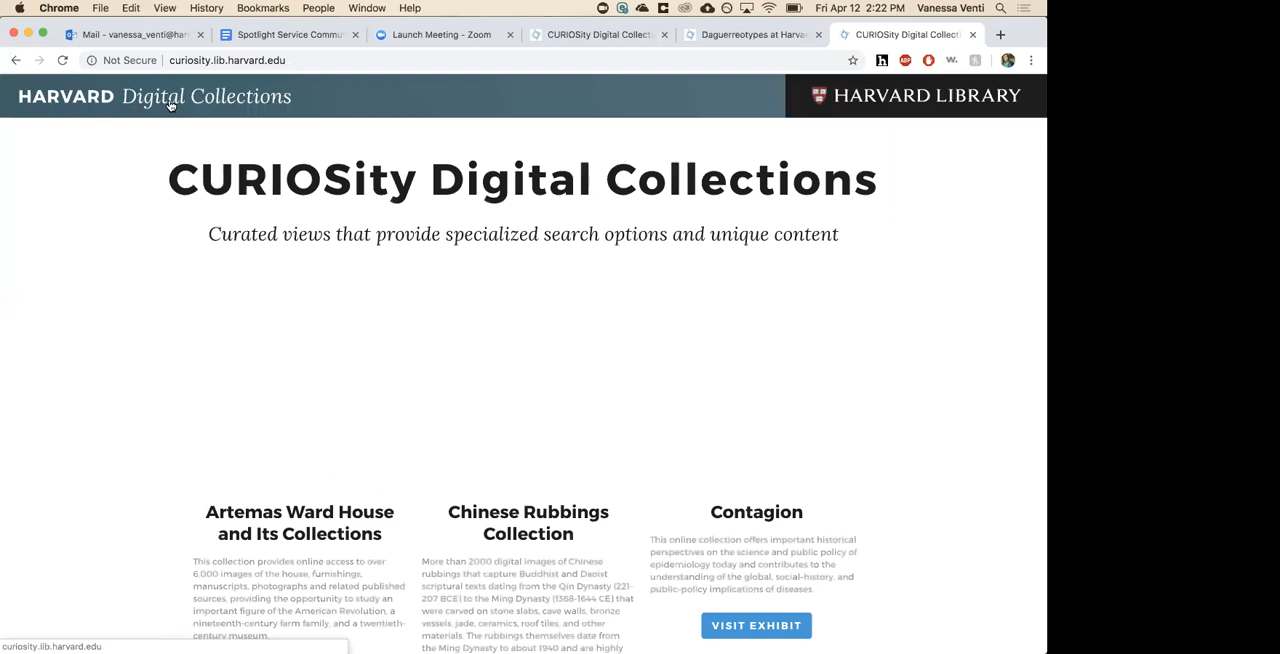 Chrome File Edit View History Bookmarks People Window Help Fri Apr 12 2:22 PM Vanessa Venti
Mail - vanessa_venti@har Spotlight Service Commu Launch Meeting - Zoom CURIOSity Digital Collect Daguerreotypes at Harva CURIOSity Digital Collecti
Not Secure curiosity.lib.harvard.edu
HARVARD Digital Collections
HARVARD LIBRARY
CURIOSity Digital Collections
Curated views that provide specialized search options and unique content
Artemas Ward House
and Its Collections
This collection provides online access to over
6,000 images of the house, furnishings,
manuscripts, photographs and related published
sources, providing the opportunity to study an
important figure of the American Revolution, a
nineteenth-century farm family, and a twentieth-
century museum.
Chinese Rubbings
Collection
More than 2000 digital images of Chinese
rubbings that capture Buddhist and Daoist
scriptural texts dating from the Qin Dynasty (221-
207 BCE) to the Ming Dynasty (1368-1644 CE) that
were carved on stone slabs, cave walls, bronze
vessels, jade, ceramics, roof tiles, and other
materials. The rubbings themselves date from
the Ming Dynasty to about 1940 and are highly
Contagion
This online collection offers important historical
perspectives on the science and public policy of
epidemiology today and contributes to the
understanding of the global, social-history, and
public-policy implications of diseases.
VISIT EXHIBIT
curiosity.lib.harvard.edu